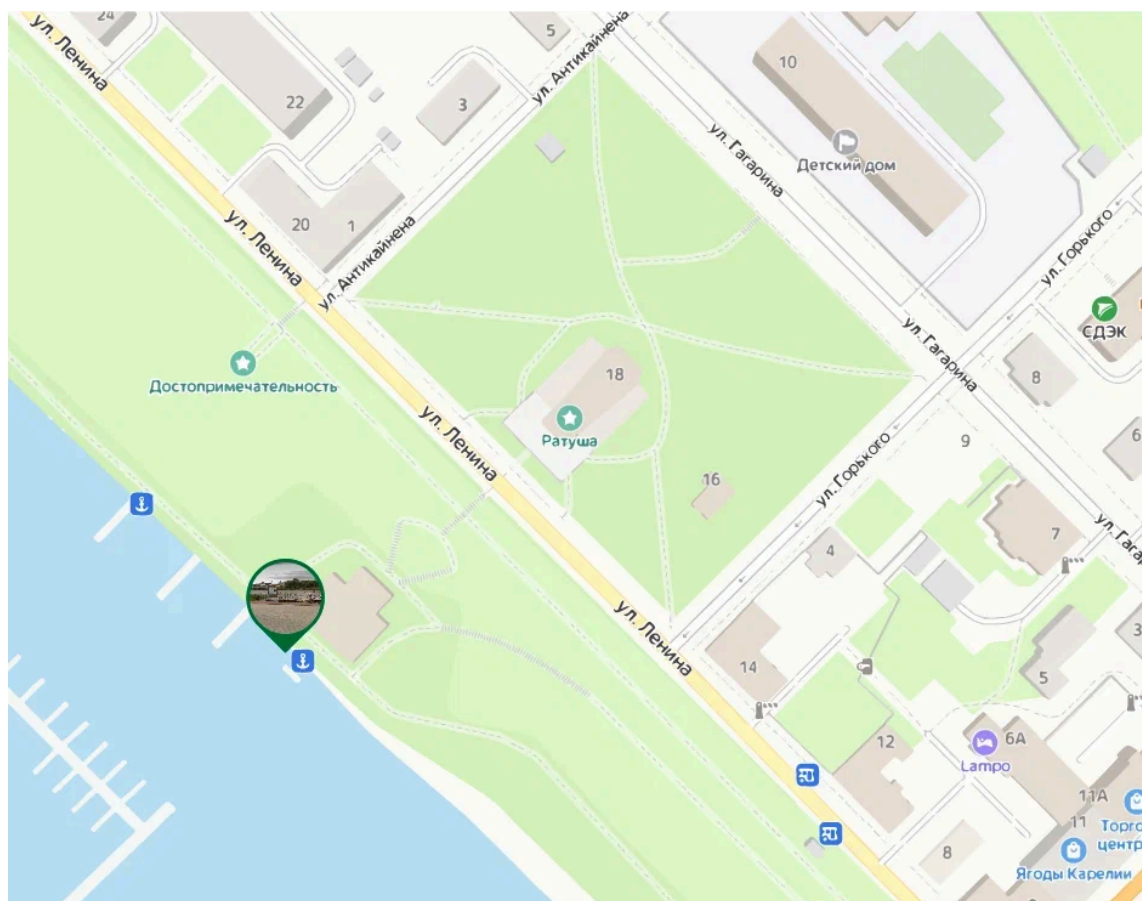 24
ул. Ленина
22
3
5
ул. Антикайнена
10
Детский дом
ул. Гагарина
ул. Горького
20
1
ул. Ленина
ул. Антикайнена
СДЭК
ул. Гагарина
8
Достопримечательность
18
Ратуша
ул. Ленина
6
9
ул. Горького
16
4
7
ул. Гага
ул. Ленина
14
5
3
12
6А
Lampo
11А
11
Торго
центр
8
Ягоды Карелии